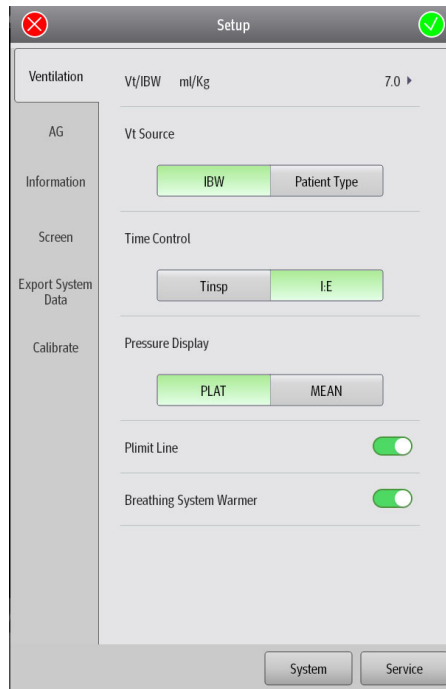 Setup
Ventilation
AG
Information
Screen
Export System
Data
Calibrate
Vt/IBW ml/Kg 7.0
Vt Source
IBW Patient Type
Time Control
Tinsp I:E
Pressure Display
PLAT MEAN
Plimit Line
Breathing System Warmer
System Service